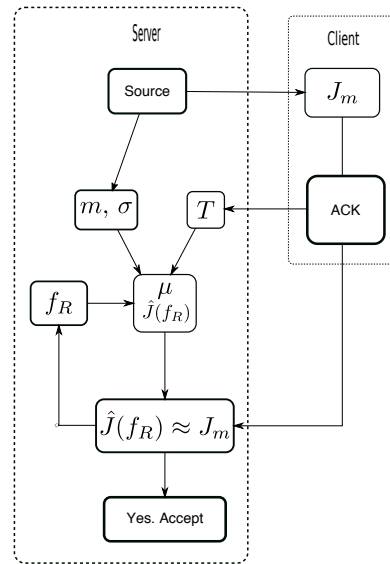 Server
Client
Source
J_m
ACK
m, σ
T
μ
Ĵ(f_R)
f_R
Ĵ(f_R) ≈ J_m
Yes. Accept